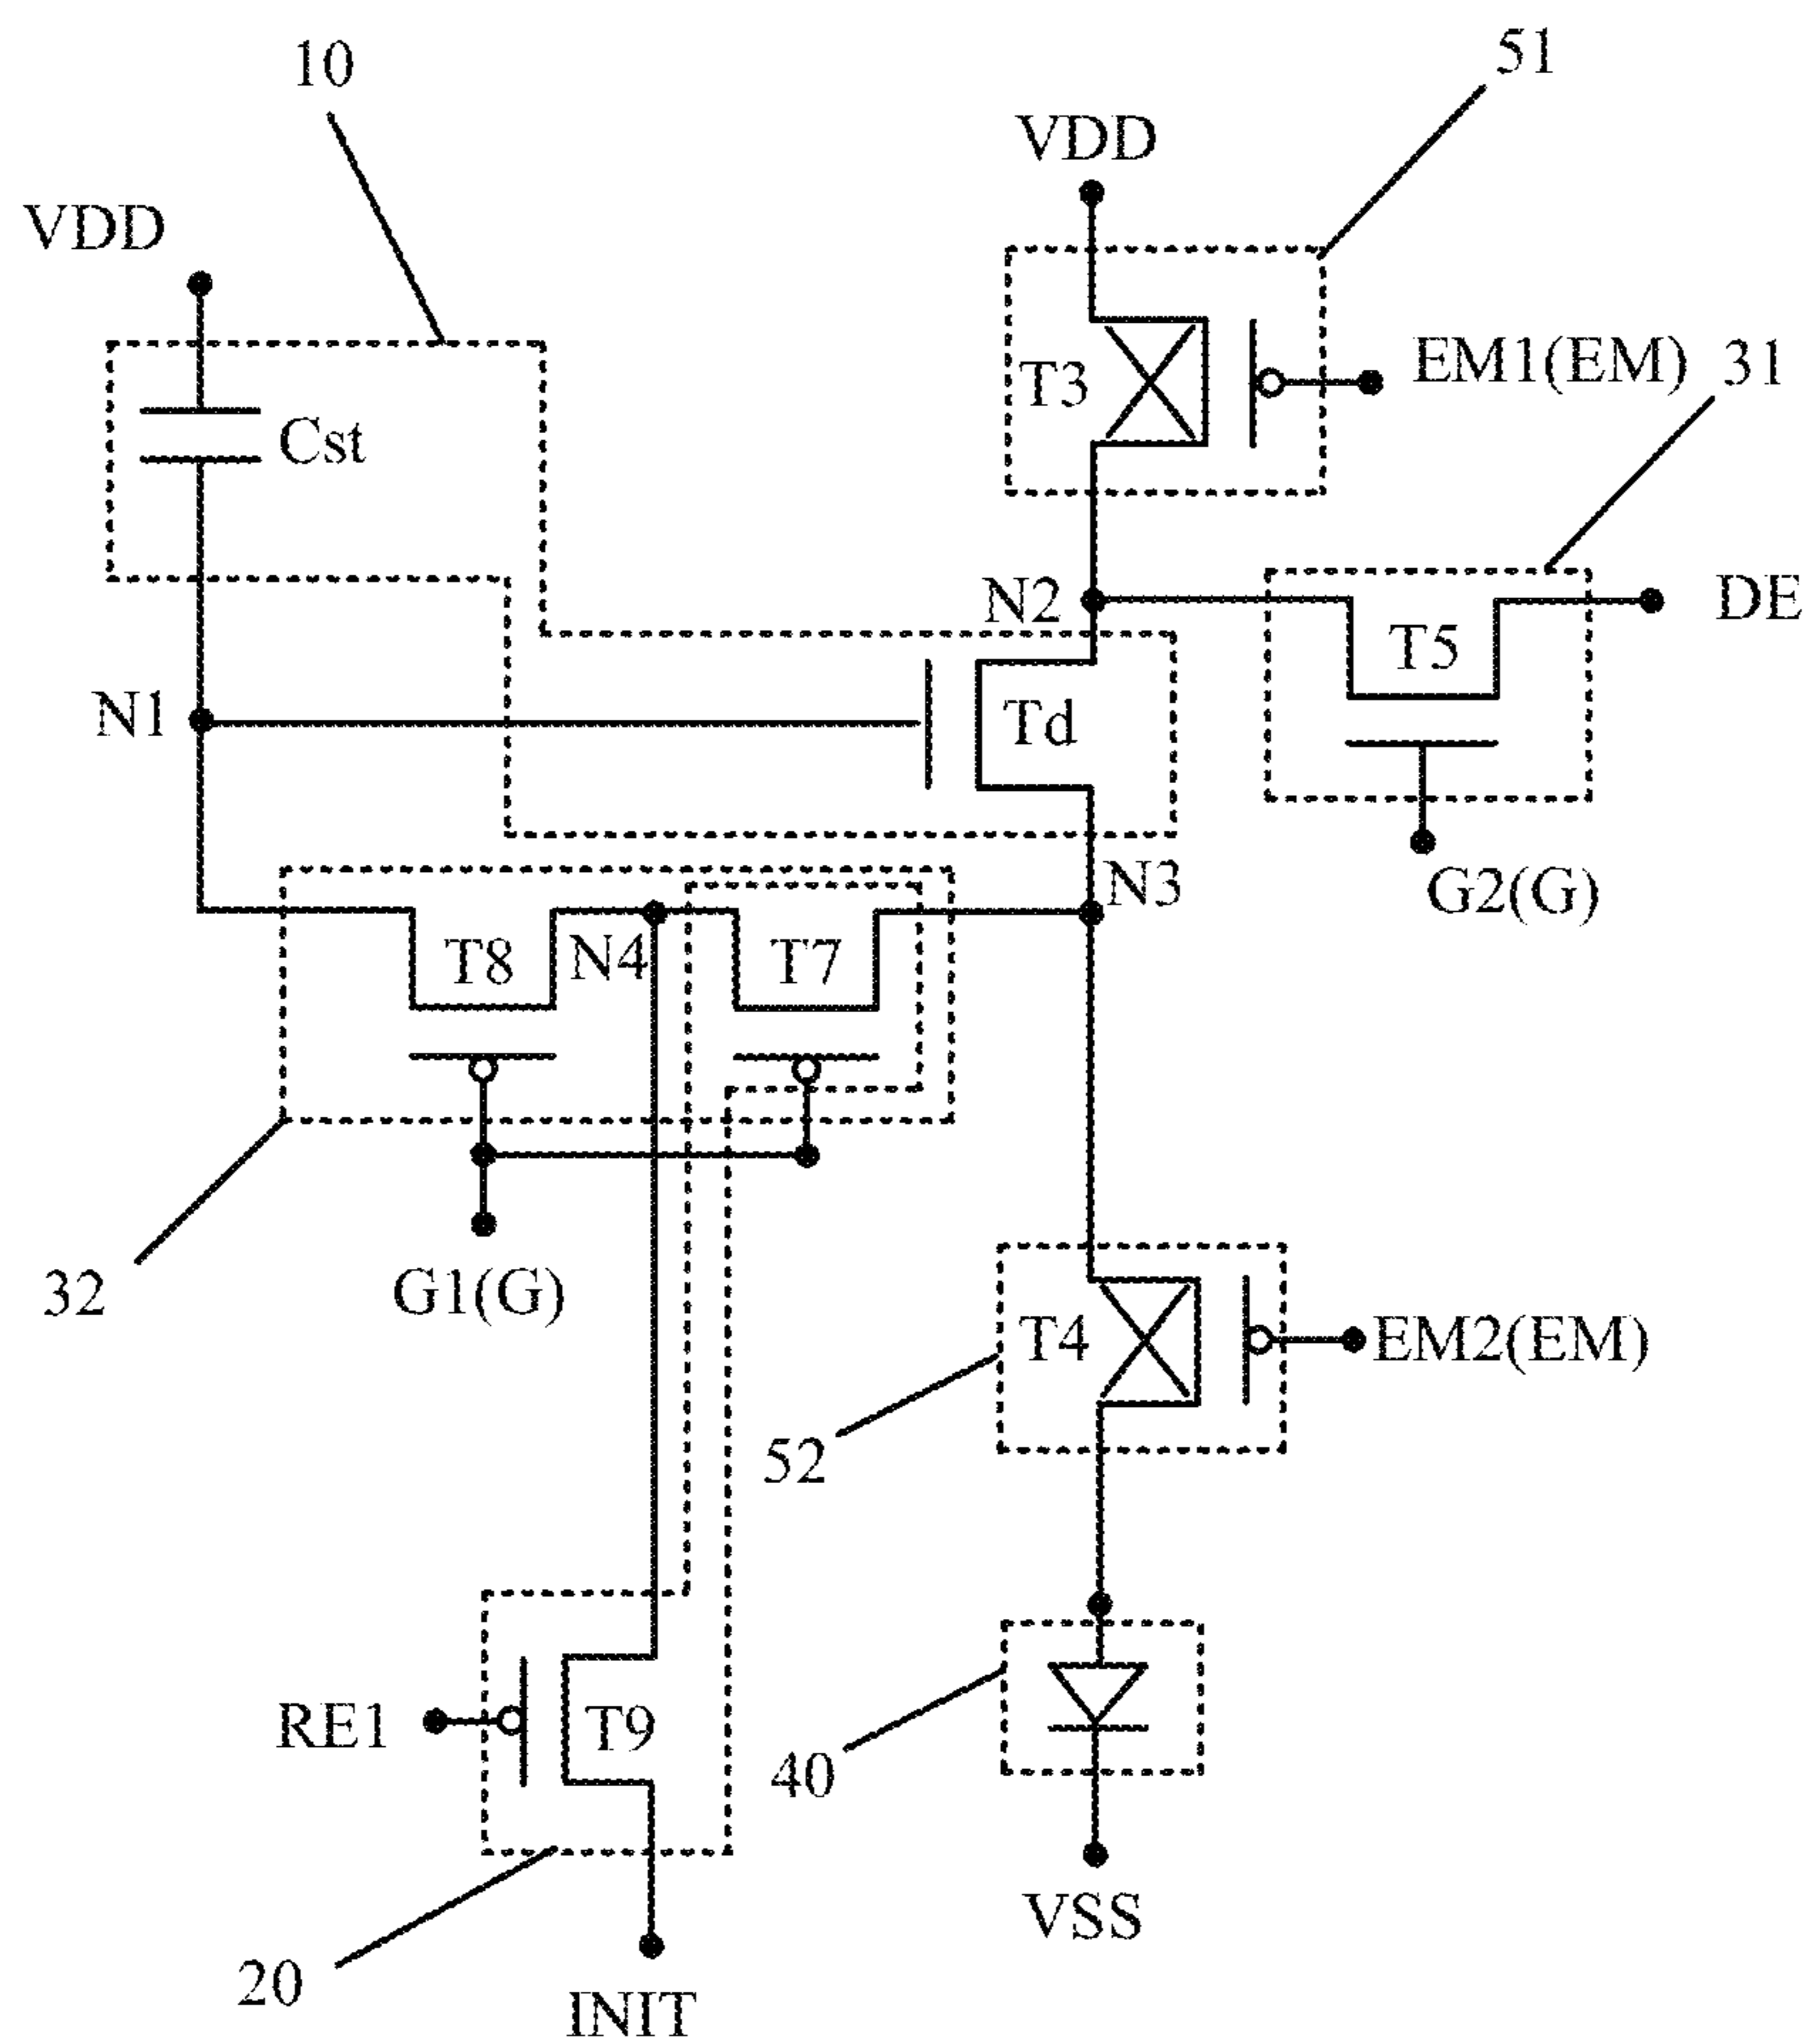 10
51
VDD
VDD
T3
EM1(EM)
31
Cst
N2
DE
T5
N1
Td
N3
G2(G)
T8
N4
T7
32
G1(G)
T4
EM2(EM)
52
RE1
T9
40
VSS
20
INIT